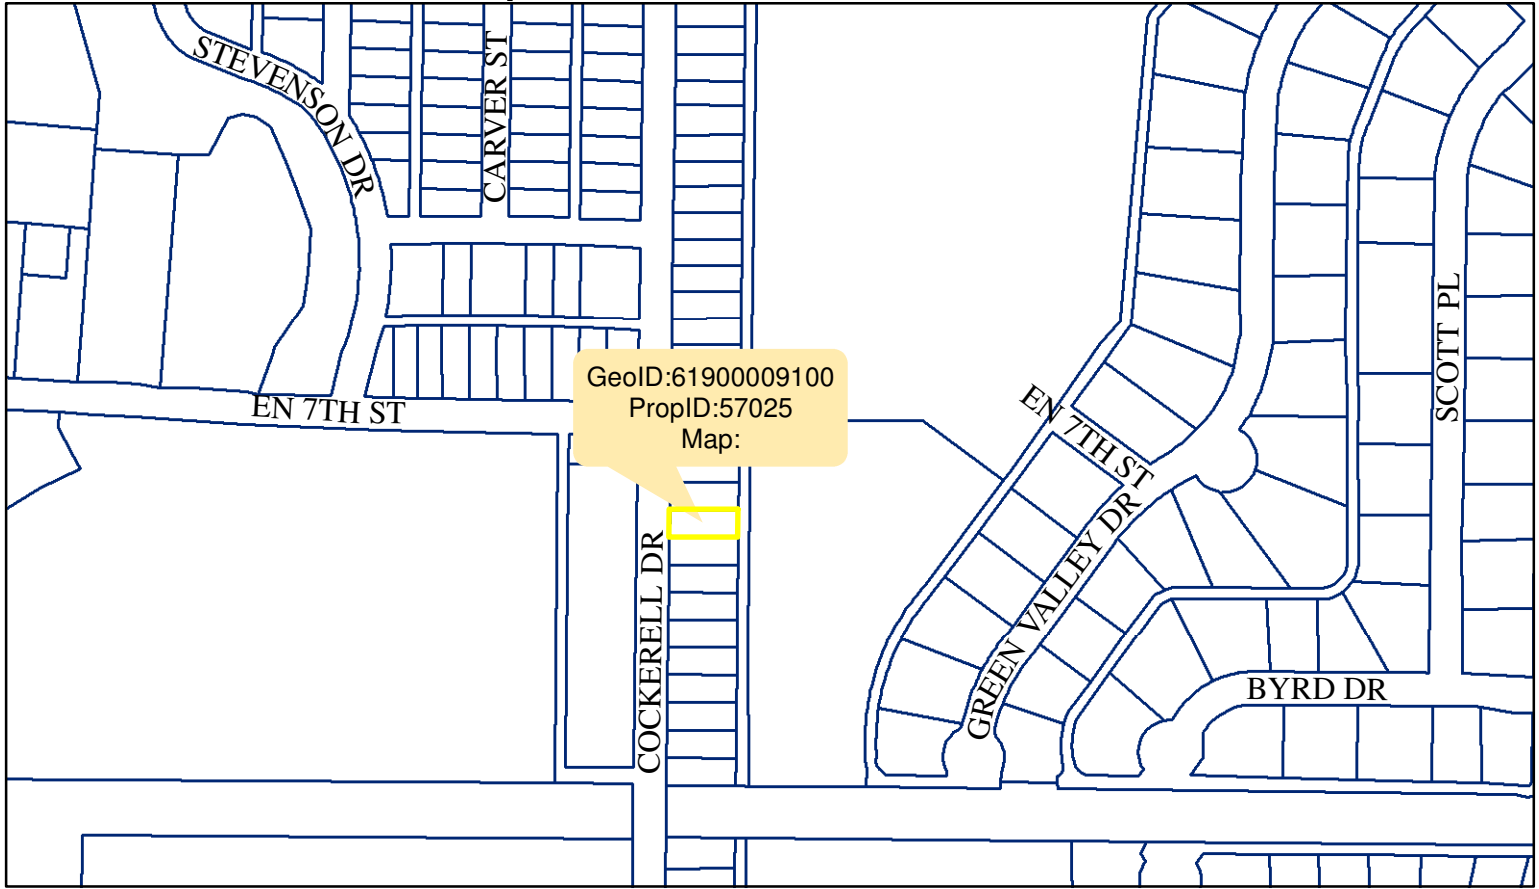 STEVENSON DR
CARVER ST
EN 7TH ST
GeoID:61900009100
PropID:57025
Map:
COCKERELL DR
EN 7TH ST
GREEN VALLEY DR
SCOTT PL
BYRD DR